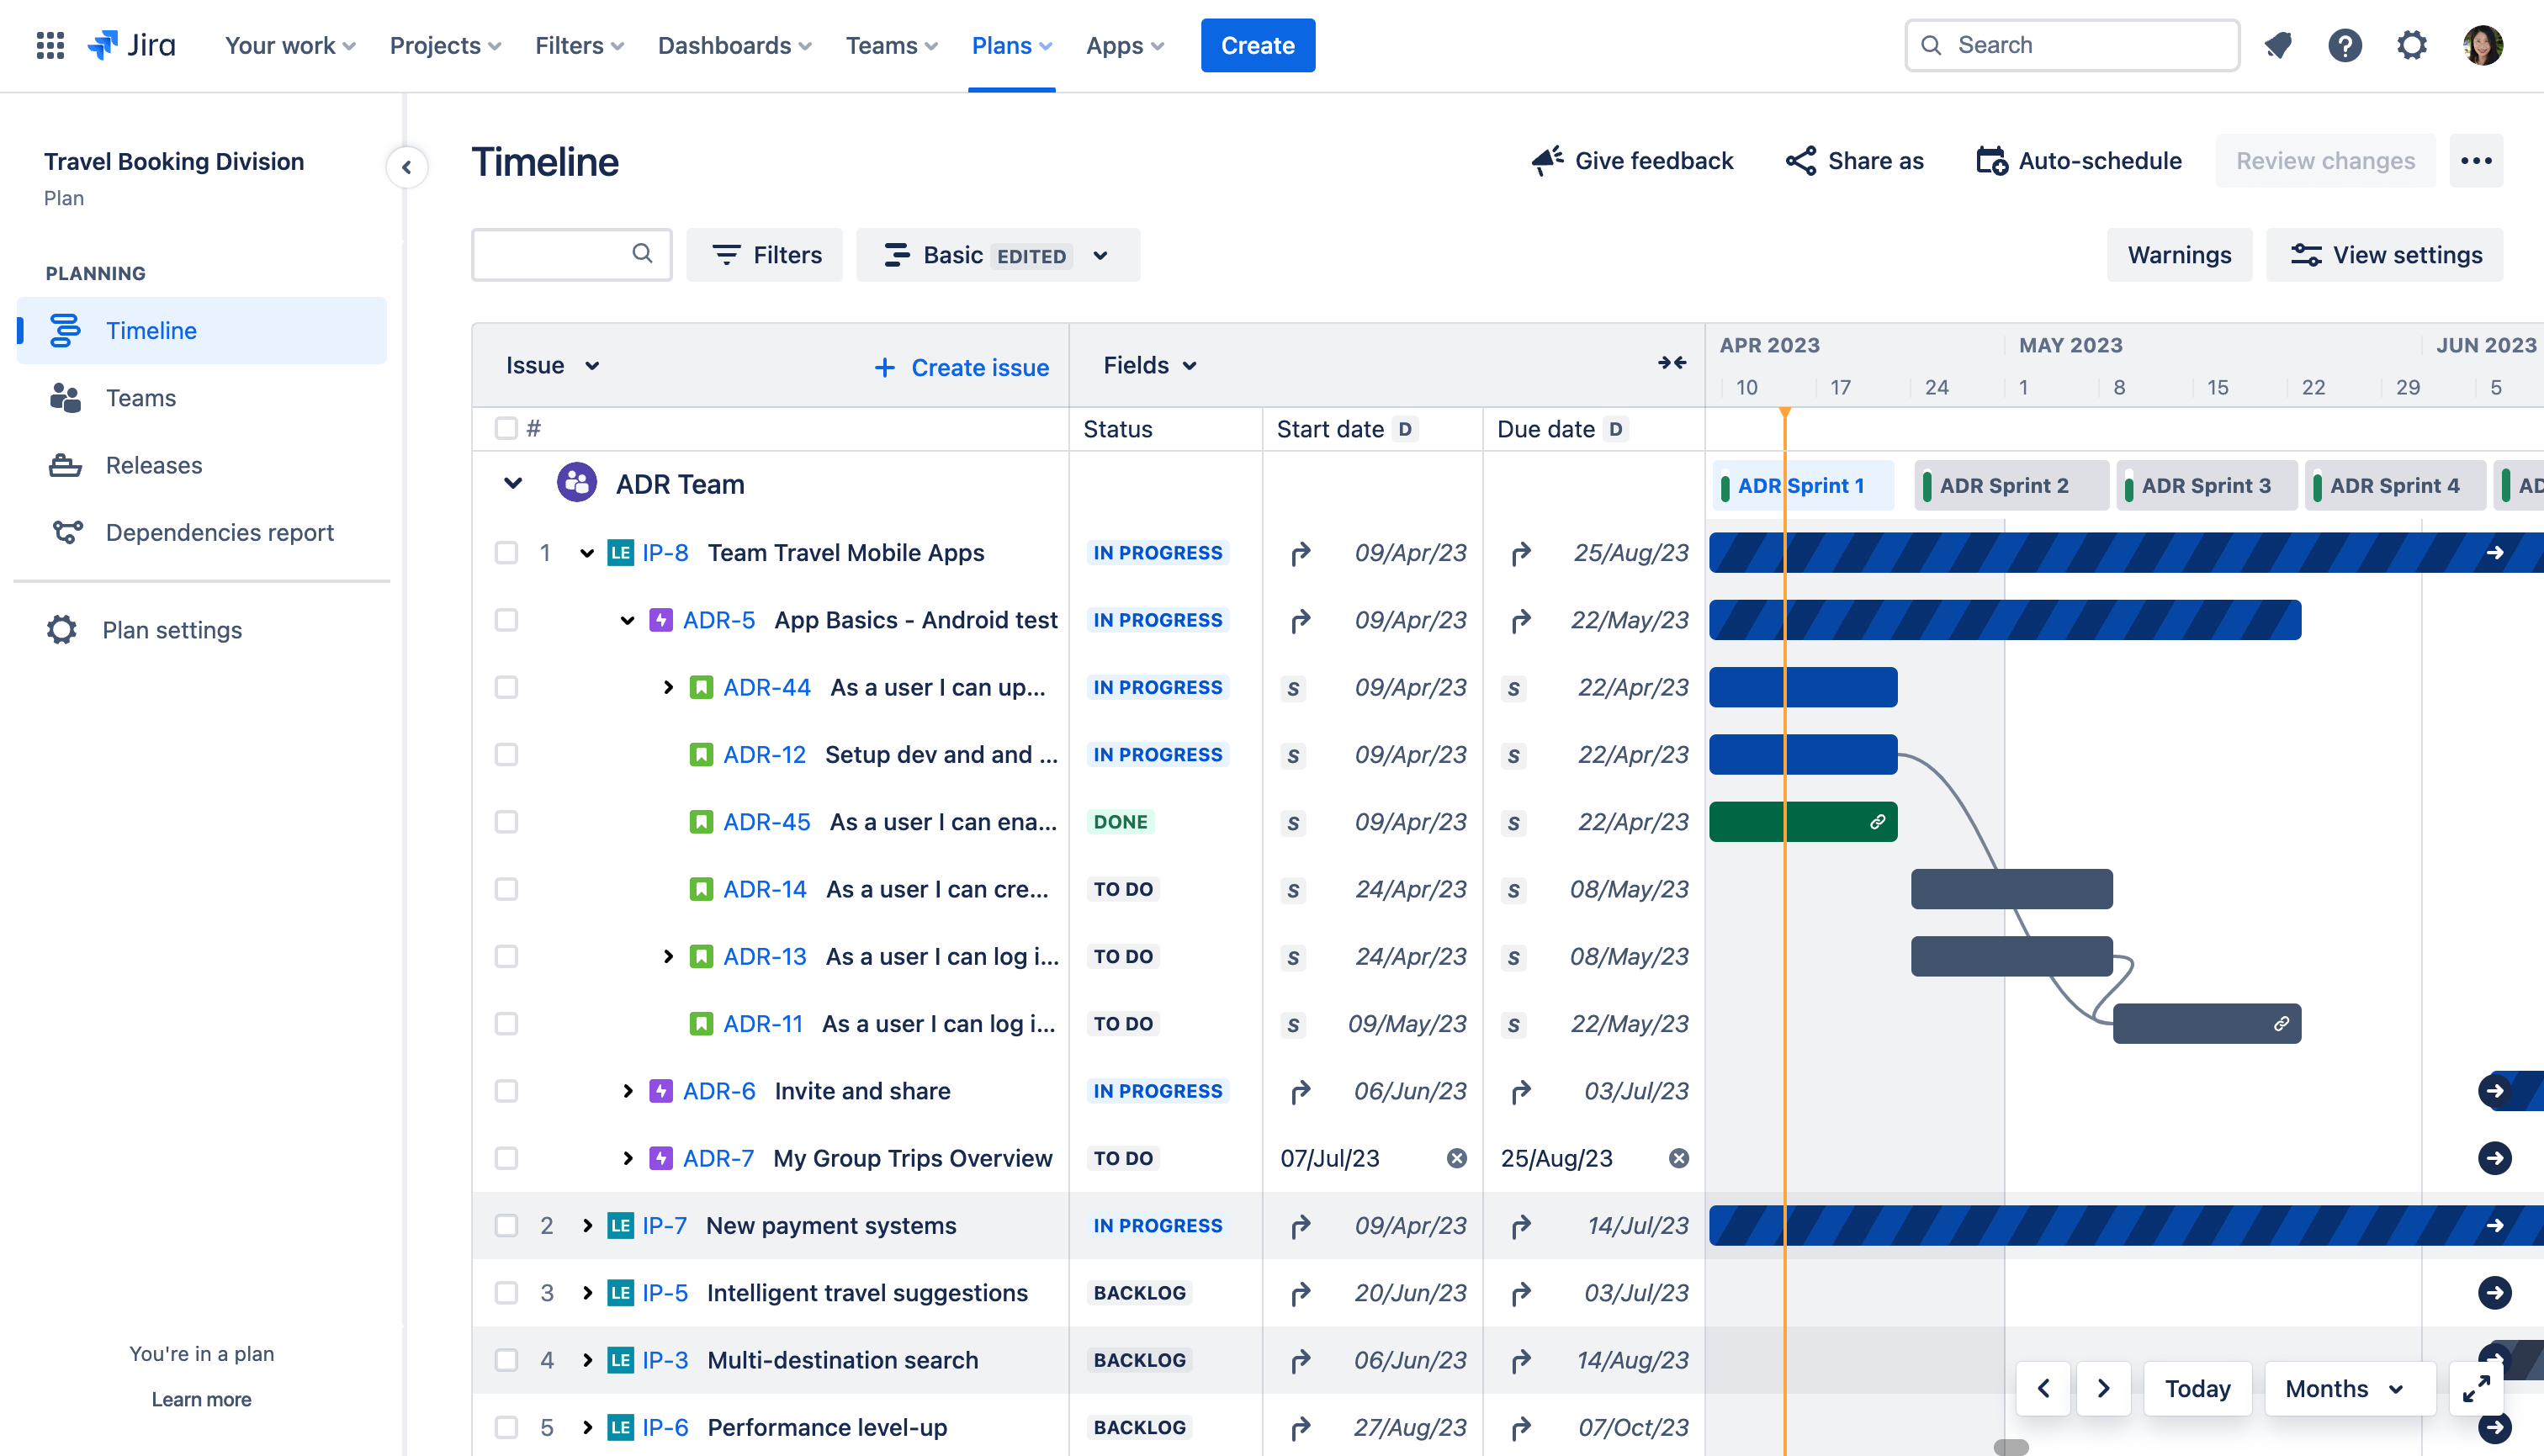 Jira Your work Projects Filters Dashboards Teams Plans Apps Create Search
Travel Booking Division
Plan
PLANNING
Timeline
Teams
Releases
Dependencies report
Plan settings
You're in a plan
Learn more
Timeline Give feedback Share as Auto-schedule Review changes
Filters Basic EDITED Warnings View settings
Issue Create issue Fields APR 2023 MAY 2023 JUN 2023
10 17 24 1 8 15 22 29 5
# Status Start date D Due date D
ADR Team ADR Sprint 1 ADR Sprint 2 ADR Sprint 3 ADR Sprint 4 AD
1 LE IP-8 Team Travel Mobile Apps IN PROGRESS 09/Apr/23 25/Aug/23
ADR-5 App Basics - Android test IN PROGRESS 09/Apr/23 22/May/23
ADR-44 As a user I can up... IN PROGRESS S 09/Apr/23 S 22/Apr/23
ADR-12 Setup dev and and ... IN PROGRESS S 09/Apr/23 S 22/Apr/23
ADR-45 As a user I can ena... DONE S 09/Apr/23 S 22/Apr/23
ADR-14 As a user I can cre... TO DO S 24/Apr/23 S 08/May/23
ADR-13 As a user I can log i... TO DO S 24/Apr/23 S 08/May/23
ADR-11 As a user I can log i... TO DO S 09/May/23 S 22/May/23
ADR-6 Invite and share IN PROGRESS 06/Jun/23 03/Jul/23
ADR-7 My Group Trips Overview TO DO 07/Jul/23 25/Aug/23
2 LE IP-7 New payment systems IN PROGRESS 09/Apr/23 14/Jul/23
3 LE IP-5 Intelligent travel suggestions BACKLOG 20/Jun/23 03/Jul/23
4 LE IP-3 Multi-destination search BACKLOG 06/Jun/23 14/Aug/23
Today Months
5 LE IP-6 Performance level-up BACKLOG 27/Aug/23 07/Oct/23